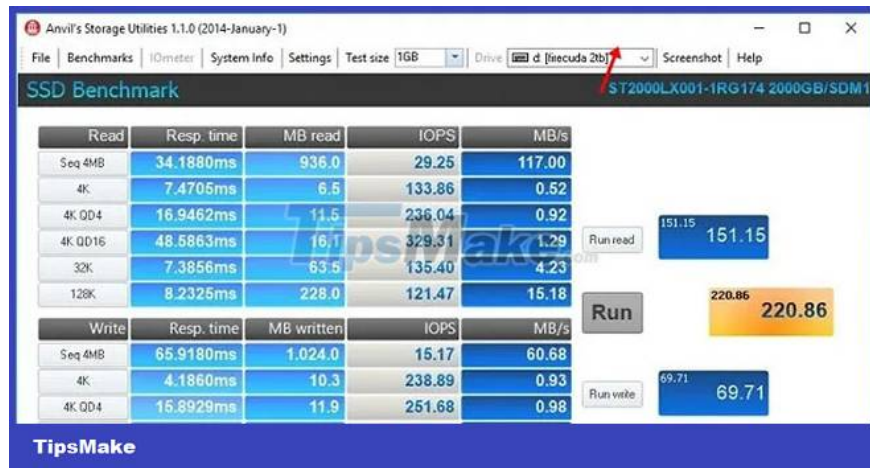 Anvil's Storage Utilities 1.1.0 (2014-January-1)
File Benchmarks IOmeter System Info Settings Test size 1GB Drive d: [firecuda 2tb] Screenshot Help
SSD Benchmark ST2000LX001-1RG174 2000GB/SDM1
Read Resp. time MB read IOPS MB/s
Seq 4MB 34.1880ms 936.0 29.25 117.00
4K 7.4705ms 6.5 133.86 0.52
4K QD4 16.9462ms 11.5 236.04 0.92
4K QD16 48.5863ms 16.1 329.31 1.29 Run read 151.15 151.15
32K 7.3856ms 63.5 135.40 4.23
128K 8.2325ms 228.0 121.47 15.18
TipsMake.com
Run 220.86 220.86
Write Resp. time MB written IOPS MB/s
Seq 4MB 65.9180ms 1.024.0 15.17 60.68
4K 4.1860ms 10.3 238.89 0.93
4K QD4 15.8929ms 11.9 251.68 0.98 Run write 69.71 69.71
TipsMake